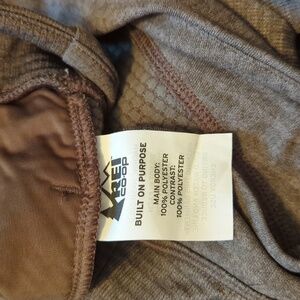 REI
co·op
BUILT ON PURPOSE
MAIN BODY:
100% POLYESTER
CONTRAST:
100% POLYESTER